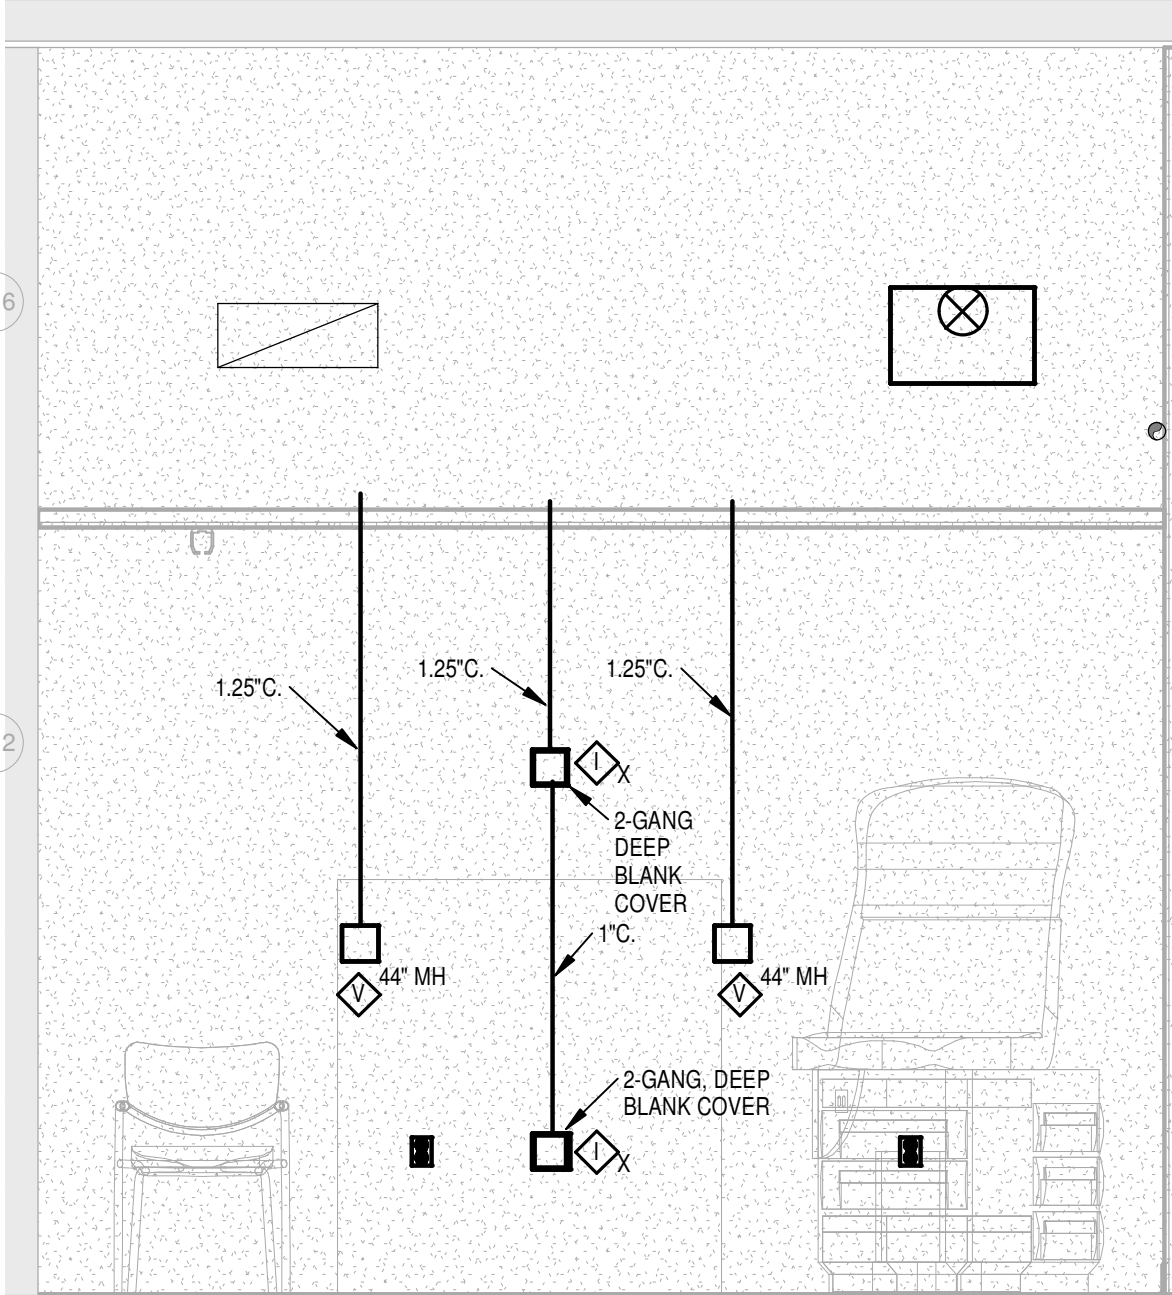 6
1.25"C.
1.25"C.
1.25"C.
2
I
X
2-GANG
DEEP
BLANK
COVER
1"C.
44" MH
V
44" MH
V
2-GANG, DEEP
BLANK COVER
I
X